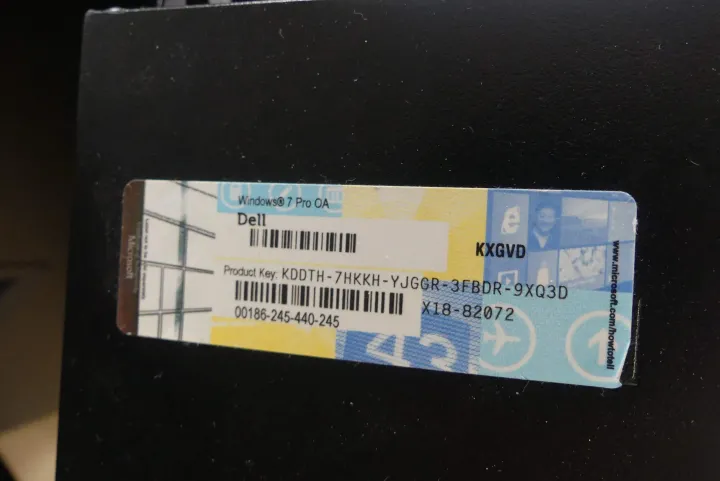 Windows® 7 Pro OA
Dell
KXGVD
Product Key: KDDTH-7HKKH-YJGGR-3FBDR-9XQ3D
X18-82072
00186-245-440-245
Microsoft
www.microsoft.com/howtotell